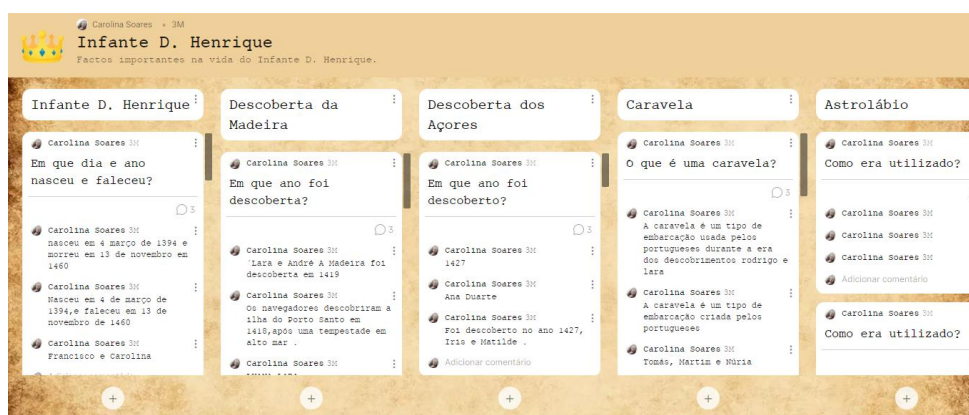 Carolina Soares • 3M
Infante D. Henrique
Factos importantes na vida do Infante D. Henrique.
Infante D. Henrique
Carolina Soares 3M
Em que dia e ano
nasceu e faleceu?
3
Carolina Soares 3M
nasceu em 4 março de 1394 e
morreu em 13 de novembro em
1460
Carolina Soares 3M
Nasceu em 4 de março de
1394,e faleceu em 13 de
novembro de 1460
Carolina Soares 3M
Francisco e Carolina
Descoberta da
Madeira
Carolina Soares 3M
Em que ano foi
descoberta?
3
Carolina Soares 3M
´Lara e André A Madeira foi
descoberta em 1419
Carolina Soares 3M
Os navegadores descobriram a
ilha do Porto Santo em
1418,após uma tempestade em
alto mar .
Carolina Soares 3M
Descoberta dos
Açores
Carolina Soares 3M
Em que ano foi
descoberto?
3
Carolina Soares 3M
1427
Carolina Soares 3M
Ana Duarte
Carolina Soares 3M
Foi descoberto no ano 1427,
Iris e Matilde .
Adicionar comentário
Caravela
Carolina Soares 3M
O que é uma caravela?
3
Carolina Soares 3M
A caravela é um tipo de
embarcação usada pelos
portugueses durante a era
dos descobrimentos rodrigo e
lara
Carolina Soares 3M
A caravela é um tipo de
embarcação criada pelos
portugueses
Carolina Soares 3M
Tomás, Martim e Núria
Astrolábio
Carolina Soares 3M
Como era utilizado?
Carolina Soares 3M
Carolina Soares 3M
Carolina Soares 3M
Adicionar comentário
Carolina Soares 3M
Como era utilizado?